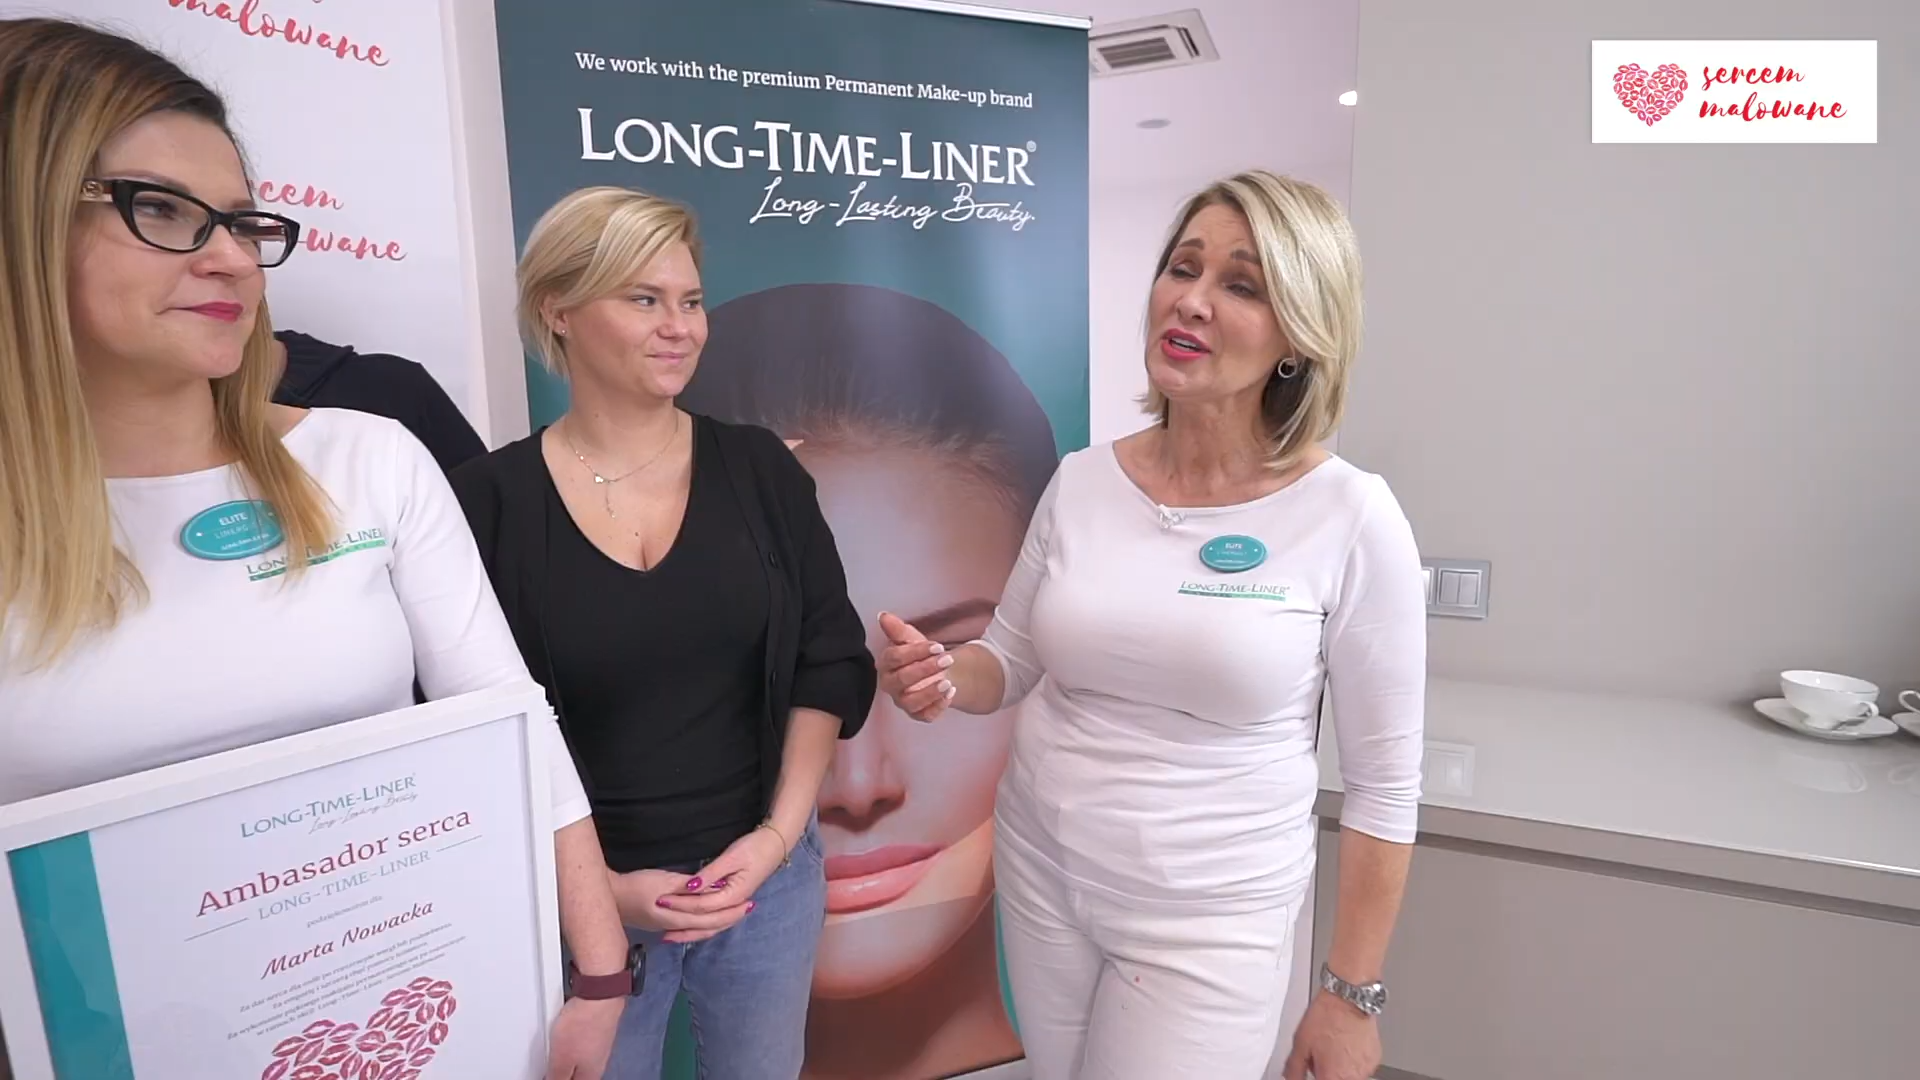 malowane
sercem
malowane
We work with the premium Permanent Make-up brand
LONG-TIME-LINER®
Long-Lasting Beauty.
sercem
malowane
ELITE
LONG-TIME-LINER
ELITE
LONG-TIME-LINER®
LONG-TIME-LINER®
Long-Lasting Beauty
Ambasador serca
LONG-TIME-LINER
podziękowanie dla
Marta Nowacka